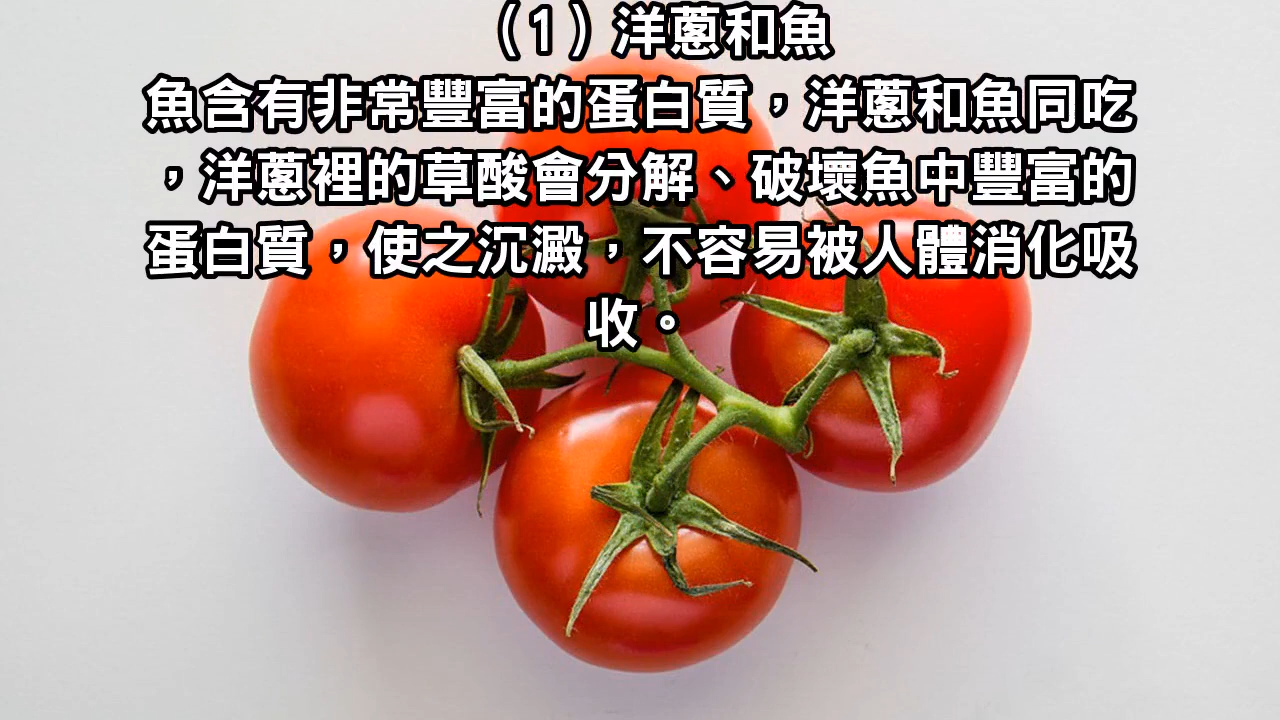 （1）洋蔥和魚
魚含有非常豐富的蛋白質，洋蔥和魚同吃
，洋蔥裡的草酸會分解、破壞魚中豐富的
蛋白質，使之沉澱，不容易被人體消化吸
收。